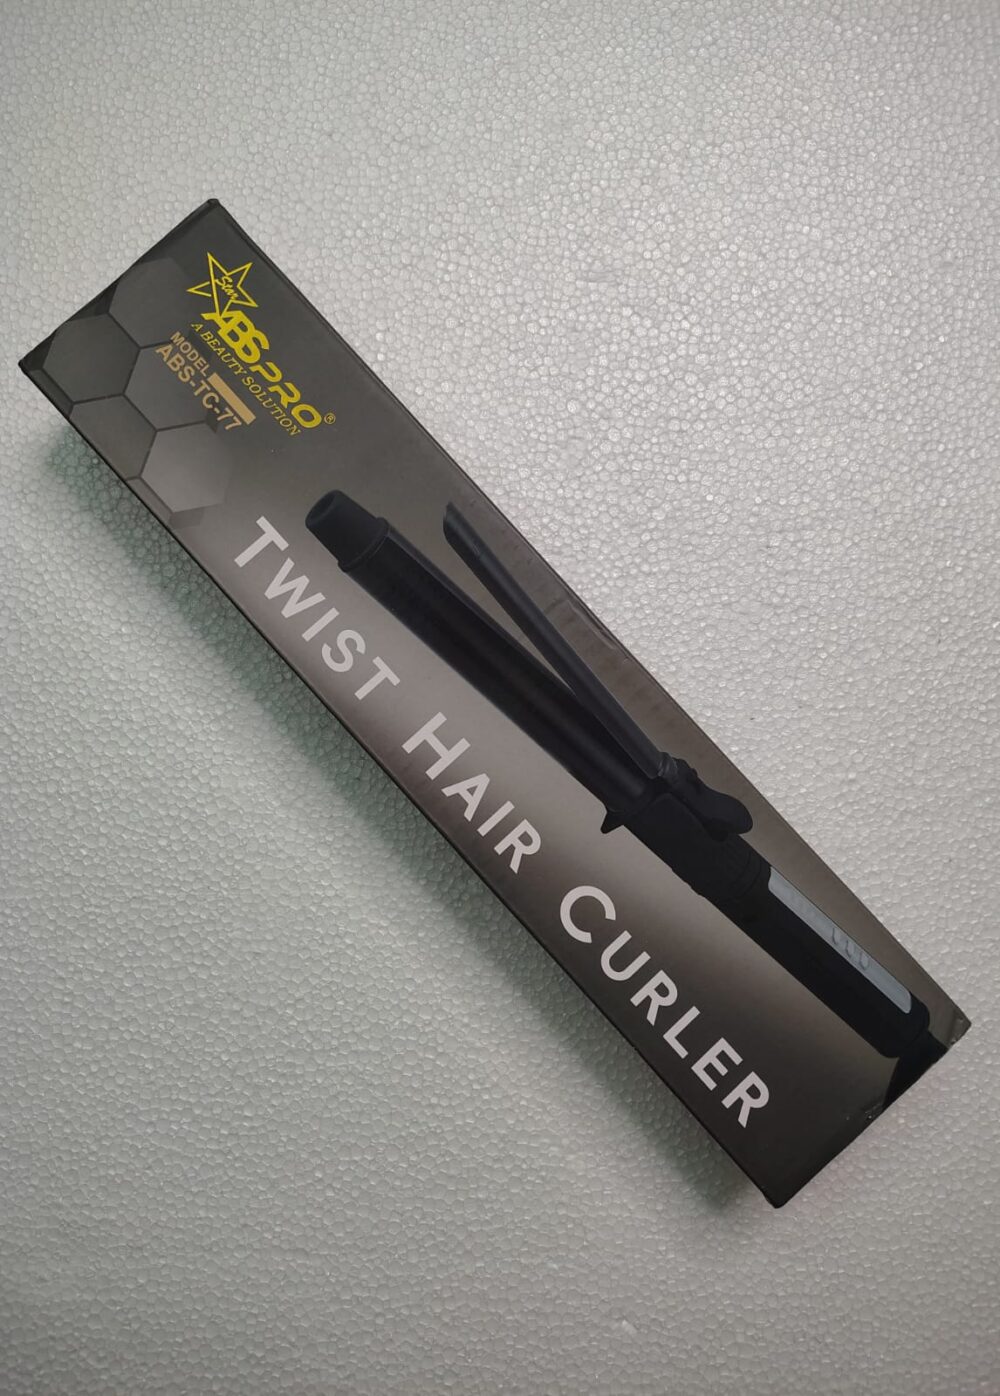 Star
ABS PRO®
A BEAUTY SOLUTION
MODEL
ABS-TC-77
TWIST HAIR CURLER